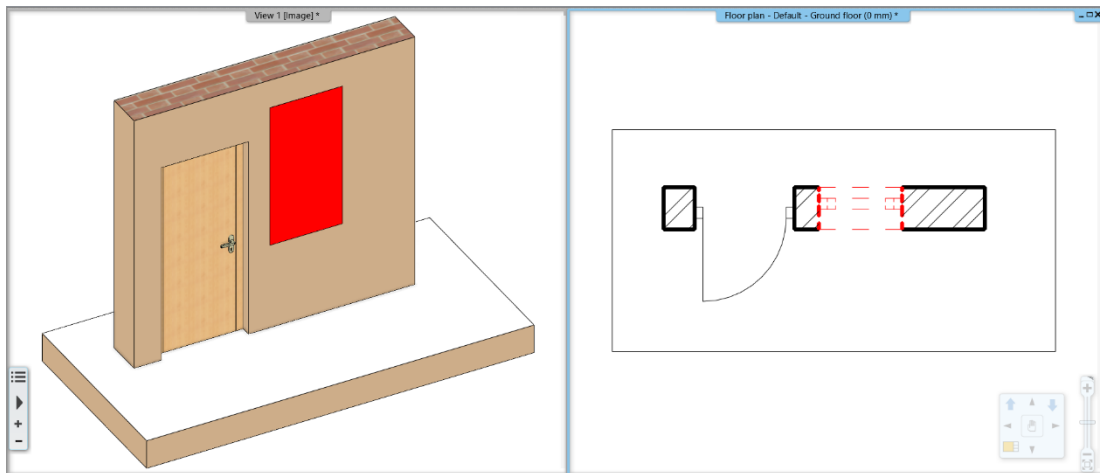 View 1 [Image] *
Floor plan - Default - Ground floor (0 mm) *